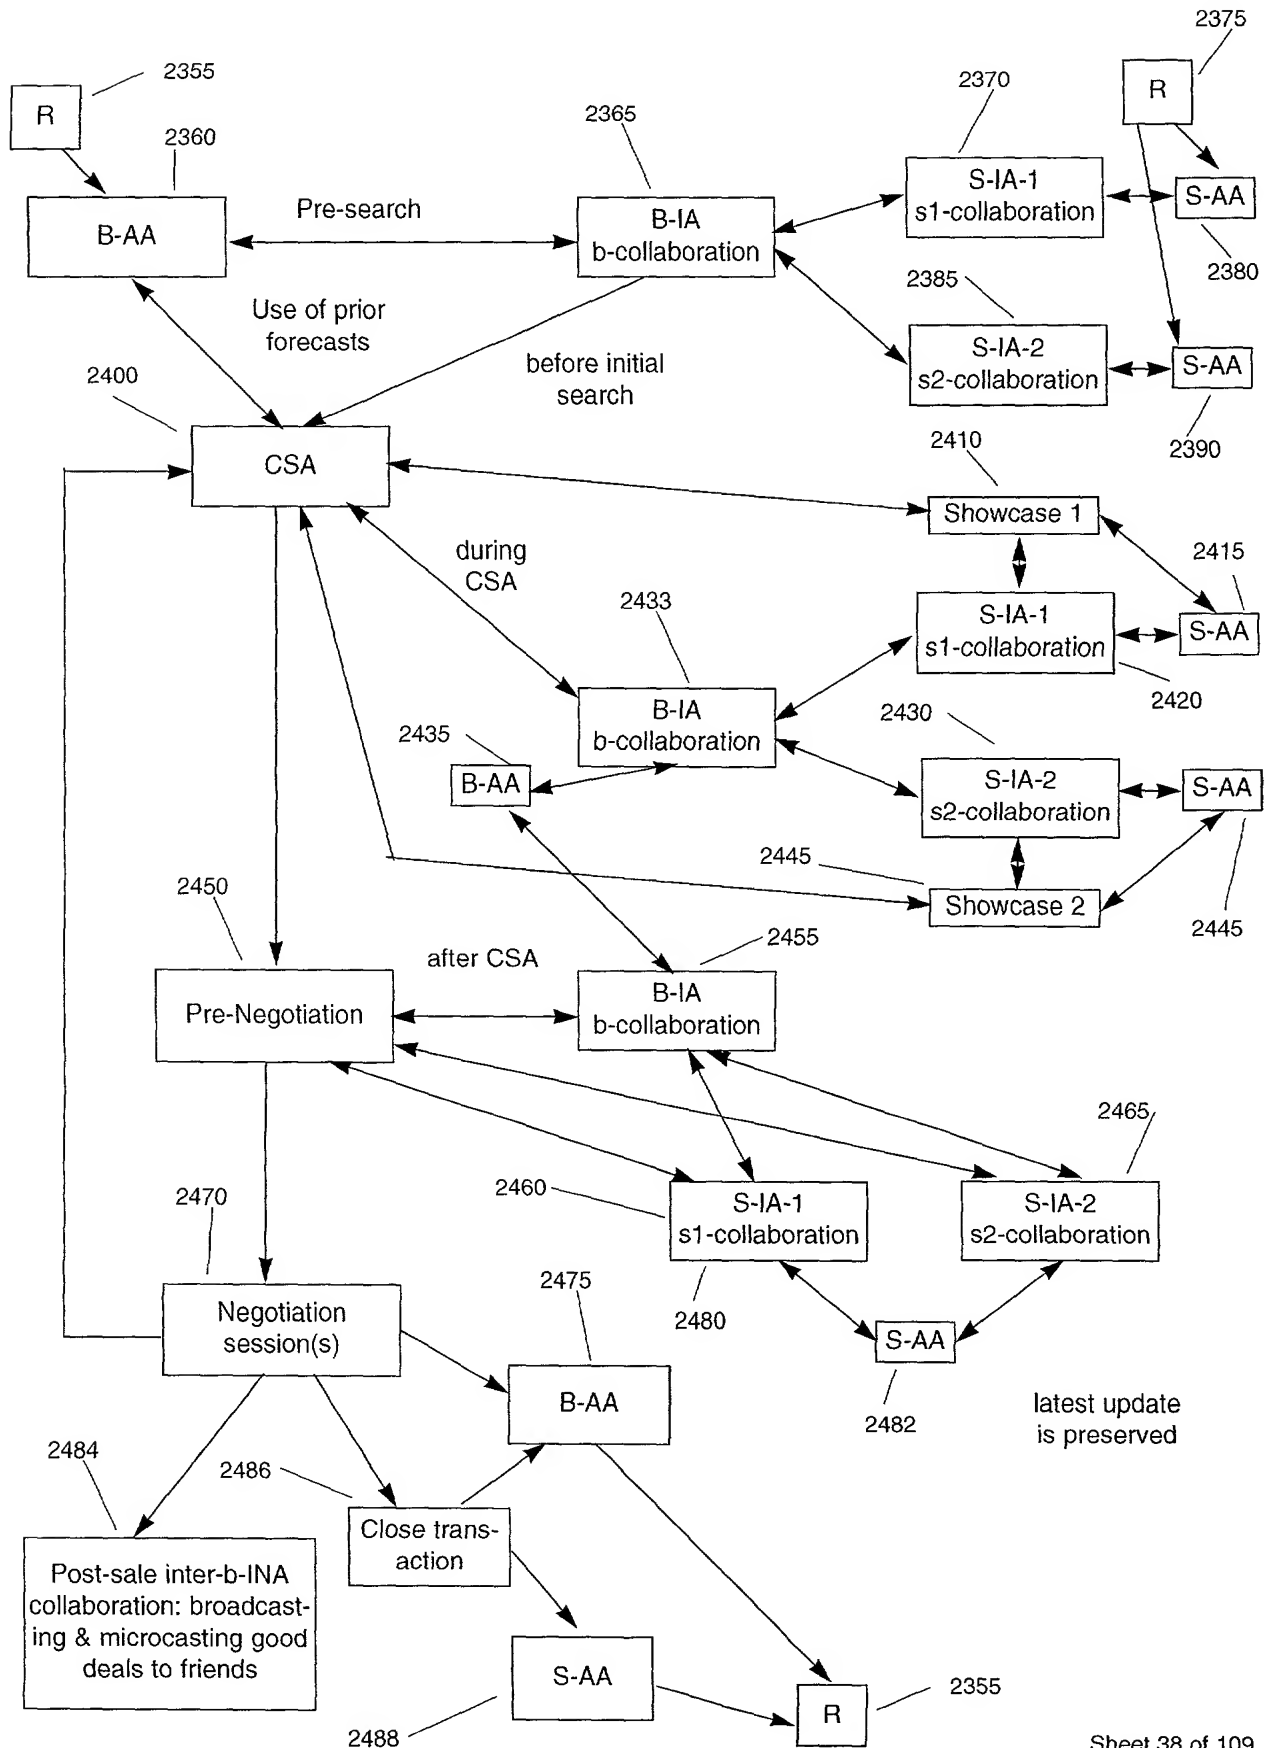 2375
2355
R
2360
2365
2370
R
B-AA
Pre-search
B-IA
b-collaboration
S-IA-1
s1-collaboration
S-AA
2380
2385
Use of prior
forecasts
before initial
search
S-IA-2
s2-collaboration
S-AA
2390
2400
CSA
2410
Showcase 1
during
CSA
2415
2433
S-IA-1
s1-collaboration
S-AA
2420
B-IA
b-collaboration
2430
2435
B-AA
S-IA-2
s2-collaboration
S-AA
2445
Showcase 2
2445
2450
after CSA
2455
Pre-Negotiation
B-IA
b-collaboration
2465
2460
S-IA-1
s1-collaboration
S-IA-2
s2-collaboration
2470
2480
S-AA
2482
Negotiation
session(s)
2475
B-AA
latest update
is preserved
2484
2486
Close trans-
action
Post-sale inter-b-INA
collaboration: broadcast-
ing & microcasting good
deals to friends
S-AA
2488
R
2355
Sheet 38 of 109